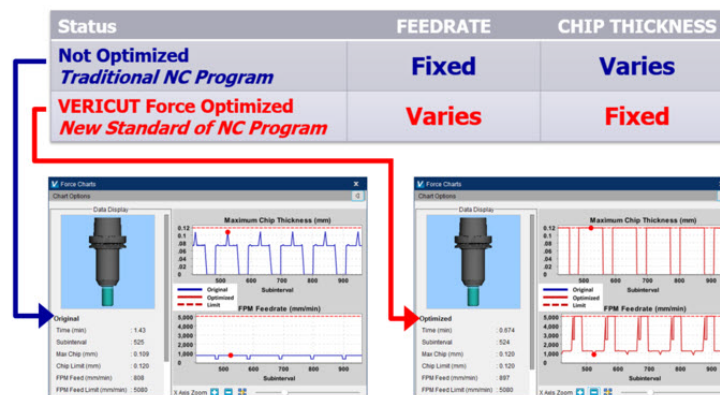 Status FEEDRATE CHIP THICKNESS
Not Optimized
Traditional NC Program
Fixed Varies
VERICUT Force Optimized
New Standard of NC Program
Varies Fixed
Force Charts X
Chart Options
Data Display
Maximum Chip Thickness (mm)
0.12
0.1
.08
.06
.04
.02
0
500 600 700 800 900
Subinterval
Original
Optimized
Limit
FPM Feedrate (mm/min)
5,000
4,000
3,000
2,000
1,000
0
500 600 700 800 900
Subinterval
X Axis Zoom
Original
Time (min) : 1.43
Subinterval : 525
Max Chip (mm) : 0.109
Chip Limit (mm) : 0.120
FPM Feed (mm/min) : 808
FPM Feed Limit (mm/min) : 5080
Force Charts
Chart Options
Data Display
Maximum Chip Thickness (mm)
0.12
0.1
.08
.06
.04
.02
0
500 600 700 800 900
Subinterval
Original
Optimized
Limit
FPM Feedrate (mm/min)
5,000
4,000
3,000
2,000
1,000
0
500 600 700 800 900
Subinterval
X Axis Zoom
Optimized
Time (min) : 0.674
Subinterval : 524
Max Chip (mm) : 0.120
Chip Limit (mm) : 0.120
FPM Feed (mm/min) : 897
FPM Feed Limit (mm/min) : 5080